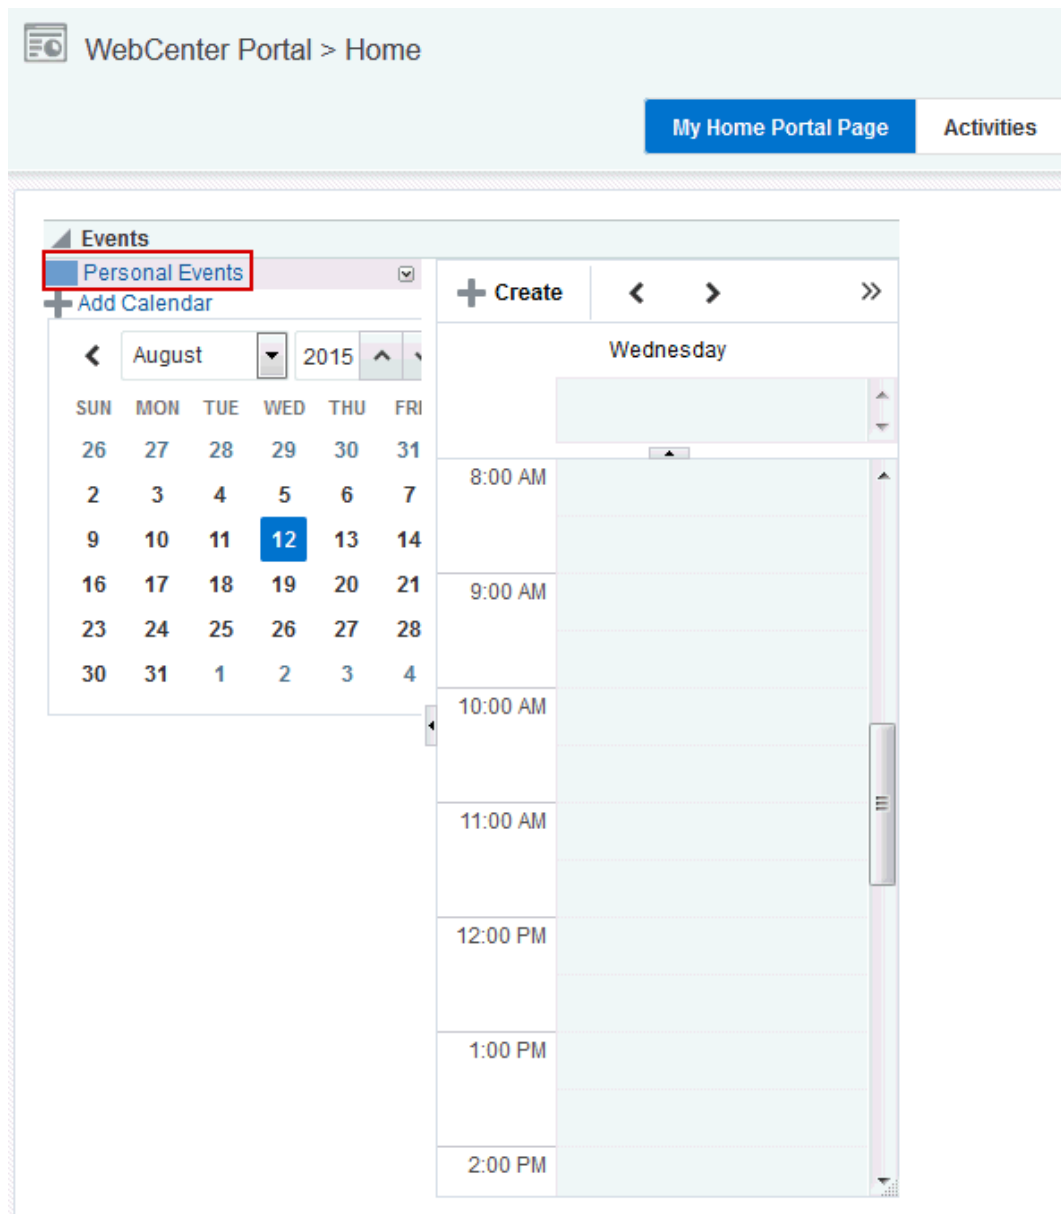 WebCenter Portal > Home
My Home Portal Page Activities
Events
Personal Events
Add Calendar
August 2015
SUN MON TUE WED THU FRI
26 27 28 29 30 31
2 3 4 5 6 7
9 10 11 12 13 14
16 17 18 19 20 21
23 24 25 26 27 28
30 31 1 2 3 4
Create
Wednesday
8:00 AM
9:00 AM
10:00 AM
11:00 AM
12:00 PM
1:00 PM
2:00 PM